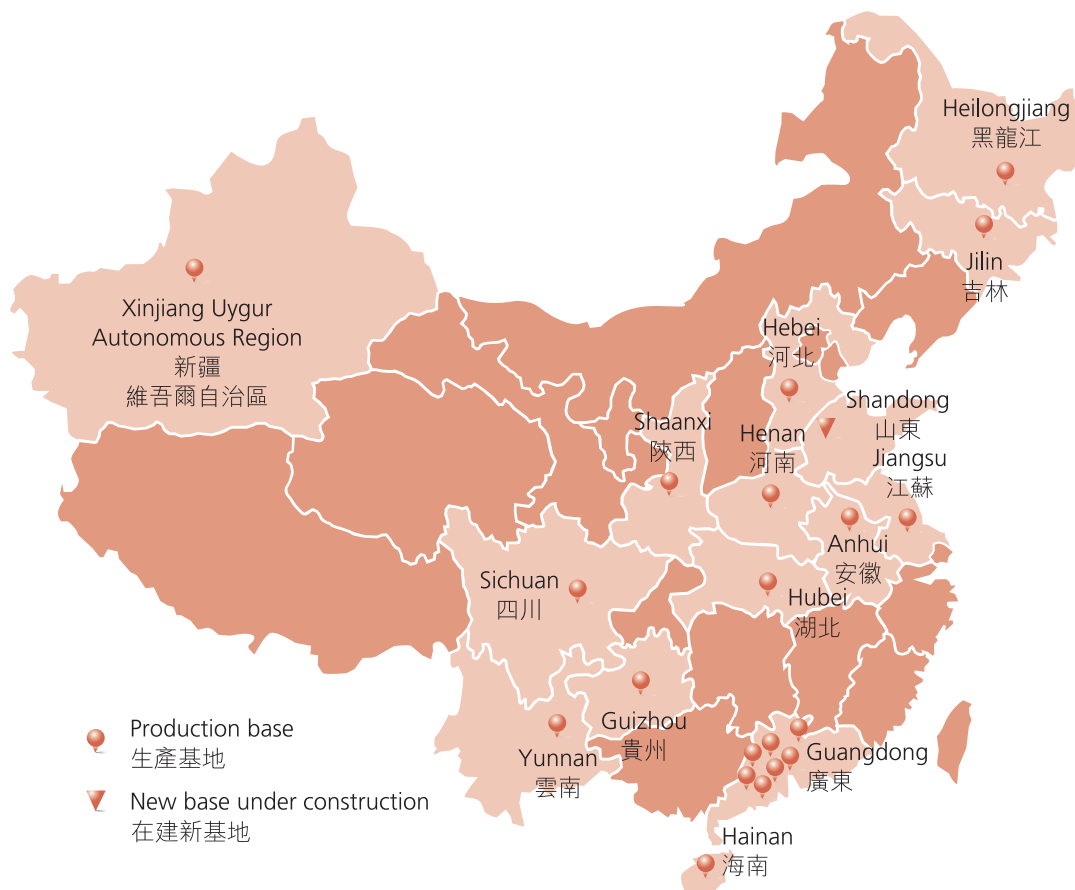 Heilongjiang
黑龍江
Jilin
吉林
Xinjiang Uygur
Autonomous Region
新疆
維吾爾自治區
Hebei
河北
Shandong
山東
Shaanxi
陝西
Henan
河南
Jiangsu
江蘇
Anhui
安徽
Sichuan
四川
Hubei
湖北
Guizhou
貴州
Yunnan
雲南
Guangdong
廣東
Hainan
海南
Production base
生產基地
New base under construction
在建新基地